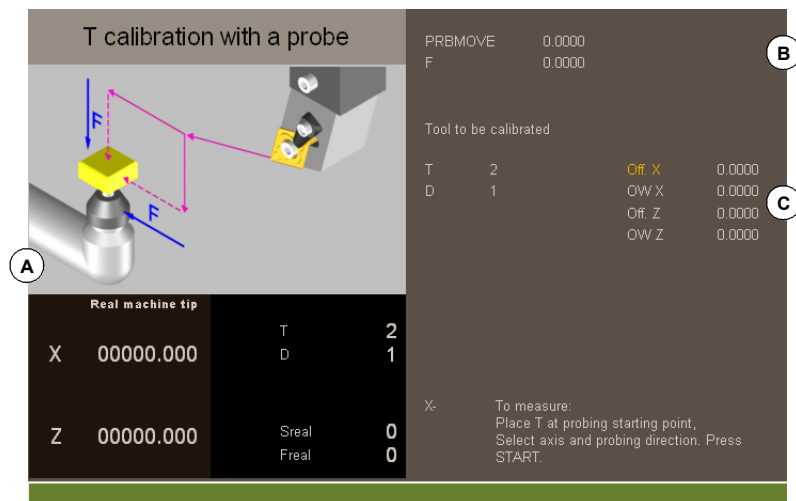 T calibration with a probe
F
F
A
Real machine tip
X 00000.000
Z 00000.000
T 2
D 1
Sreal 0
Freal 0
PRBMOVE 0.0000
F 0.0000
B
Tool to be calibrated
T 2 Off. X 0.0000
D 1 OW X 0.0000
Off. Z 0.0000
OW Z 0.0000
C
X- To measure:
Place T at probing starting point,
Select axis and probing direction. Press
START.